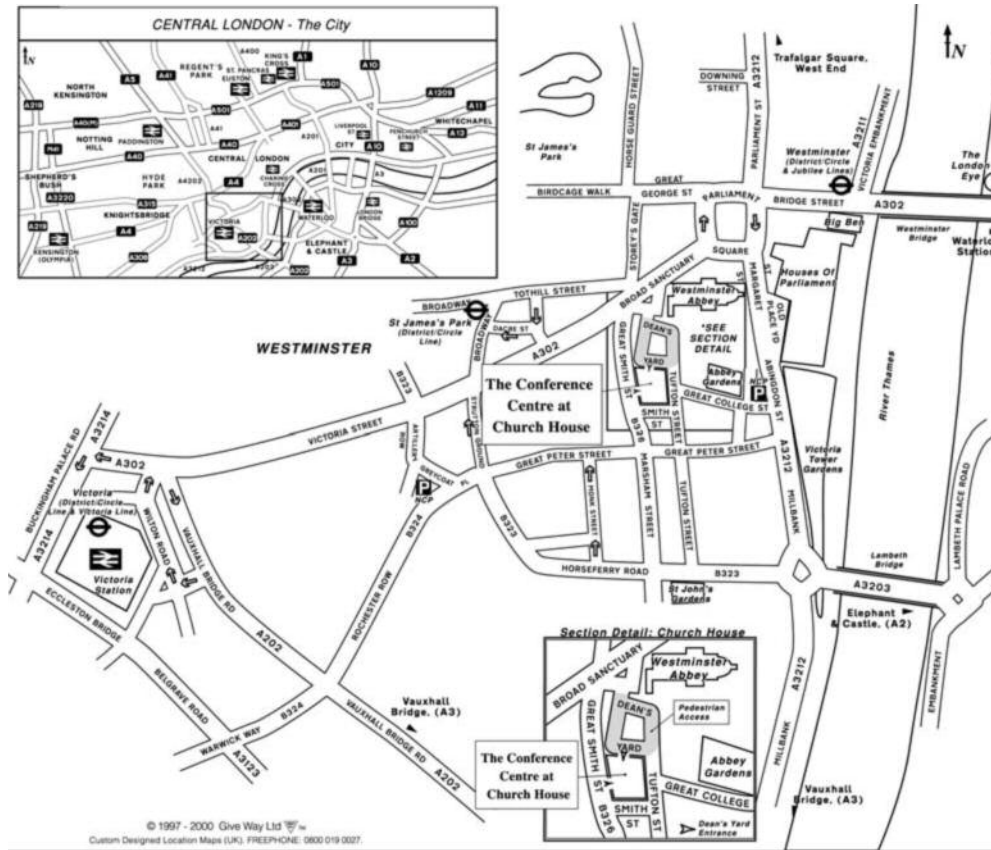 CENTRAL LONDON - The City
N
A400
KING'S
CROSS
A1
A10
REGENT'S
PARK
ST. PANCRAS
EUSTON
A5
A41
A501
NORTH
KENSINGTON
A501
A1209
A11
A219
A40(M)
A41
A401
A201
LIVERPOOL
ST
FENCHURCH
STREET
WHITECHAPEL
A13
NOTTING
HILL
PADDINGTON
A40
CITY
A10
A40
CENTRAL
LONDON
SHEPHERD'S
BUSH
HYDE
PARK
A4202
A4
CHARING
CROSS
A201
A3
A3220
A315
KNIGHTSBRIDGE
WATERLOO
LONDON
BRIDGE
A100
A219
A4
VICTORIA
A202
KENSINGTON
(OLYMPIA)
A308
A3212
A202
ELEPHANT
& CASTLE
A202
A3
A2
N
Trafalgar Square,
West End
A3212
DOWNING
STREET
HORSE GUARD STREET
PARLIAMENT ST
A3211
VICTORIA EMBANKMENT
St James's
Park
Westminster
(District/Circle
& Jubilee Lines)
The
London
Eye
BIRDCAGE WALK
GREAT
GEORGE ST
PARLIAMENT
SQUARE
BRIDGE STREET
A302
Big Ben
Westminster
Bridge
Waterloo
Station
STOREY'S GATE
BROAD SANCTUARY
ST MARGARET
ST
Houses Of
Parliament
OLD
PLACE YD
Westminster
Abbey
TOTHILL STREET
BROADWAY
St James's Park
(District/Circle
Line)
BROADWAY
DACRE ST
A302
WESTMINSTER
GREAT SMITH
ST
DEAN'S
YARD
*SEE
SECTION
DETAIL
Abbey
Gardens
NCP
P
ABINGDON ST
The Conference
Centre at
Church House
TUFTON STREET
GREAT COLLEGE ST
SMITH
ST
B326
River Thames
B323
STRUTTON GROUND
ARTILLERY
ROW
VICTORIA STREET
A3214
BUCKINGHAM PALACE RD
A302
GREAT PETER STREET
GREAT PETER STREET
A3212
Victoria
Tower
Gardens
GREYCOAT PL
P
NCP
B324
B323
MONK STREET
MARSHAM STREET
TUFTON STREET
MILLBANK
LAMBETH PALACE ROAD
Victoria
(District/Circle
Line & Victoria Line)
WILTON ROAD
VAUXHALL BRIDGE RD
A3214
Victoria
Station
HORSEFERRY ROAD
B323
Lambeth
Bridge
A3203
St John's
Gardens
Elephant
& Castle, (A2)
ECCLESTON BRIDGE
ROCHESTER ROW
A202
BELGRAVE ROAD
A3123
B324
WARWICK WAY
Vauxhall
Bridge, (A3)
VAUXHALL BRIDGE RD
A202
A3212
MILLBANK
EMBANKMENT
Vauxhall
Bridge, (A3)
Section Detail: Church House
BROAD SANCTUARY
Westminster
Abbey
DEAN'S
YARD
Pedestrian
Access
GREAT SMITH
ST
B326
The Conference
Centre at
Church House
Abbey
Gardens
GREAT COLLEGE
TUFTON ST
SMITH
ST
Dean's Yard
Entrance
© 1997 - 2000 Give Way Ltd ™
Custom Designed Location Maps (UK). FREEPHONE: 0800 019 0027.